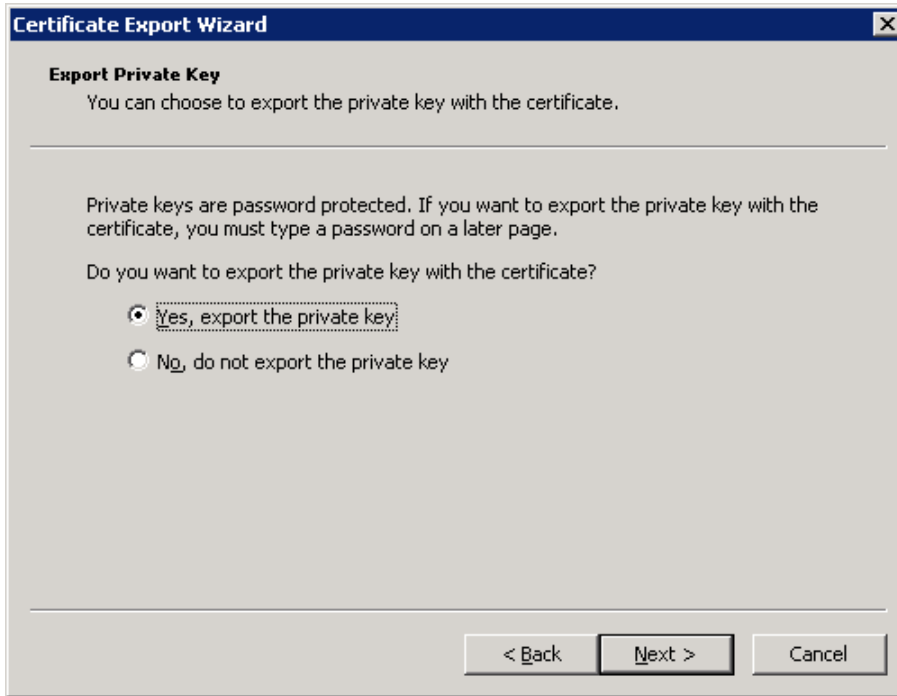 Certificate Export Wizard
Export Private Key
You can choose to export the private key with the certificate.
Private keys are password protected. If you want to export the private key with the
certificate, you must type a password on a later page.
Do you want to export the private key with the certificate?
Yes, export the private key
No, do not export the private key
< Back
Next >
Cancel